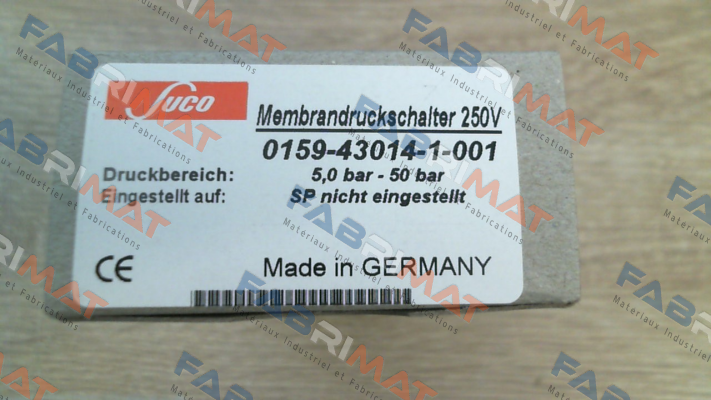 Suco
Membrandruckschalter 250V
0159-43014-1-001
Druckbereich: 5,0 bar - 50 bar
Eingestellt auf: SP nicht eingestellt
CE
Made in GERMANY
FABRIMAT
Materiaux Industriel et Fabrications